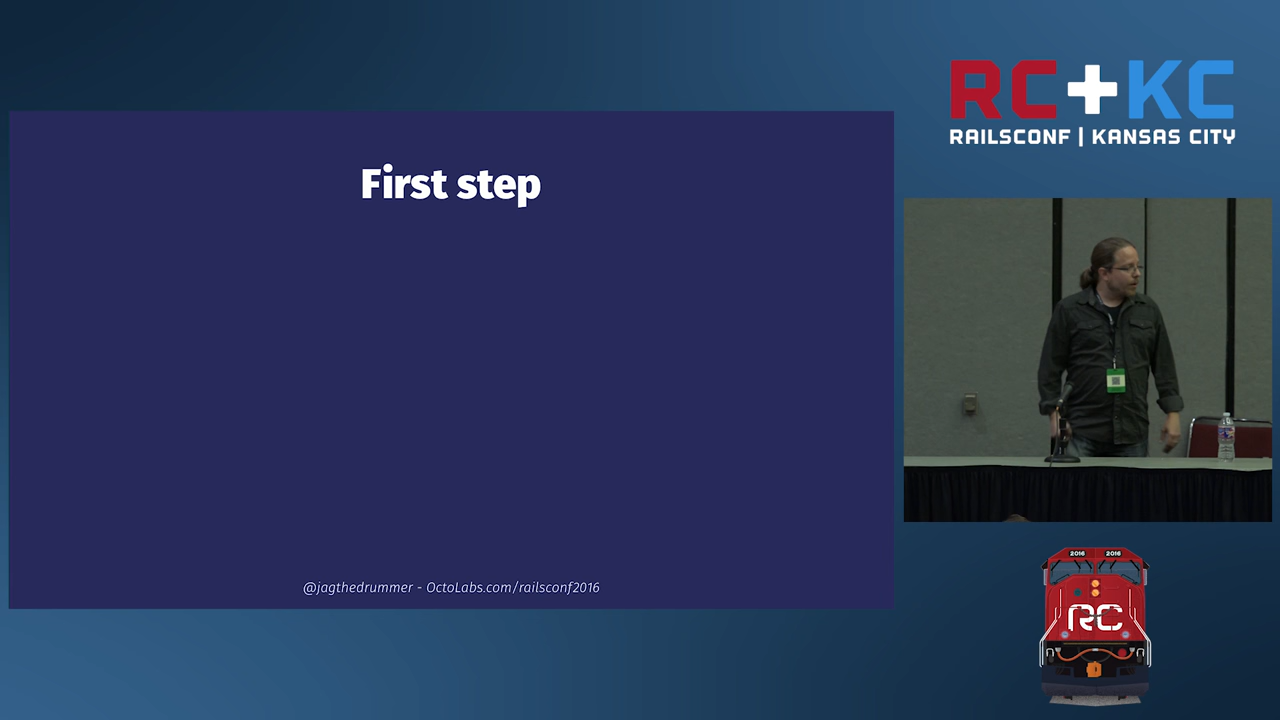 First step
@jagthedrummer - OctoLabs.com/railsconf2016
RC+KC
RAILSCONF | KANSAS CITY
2016 2016
RC